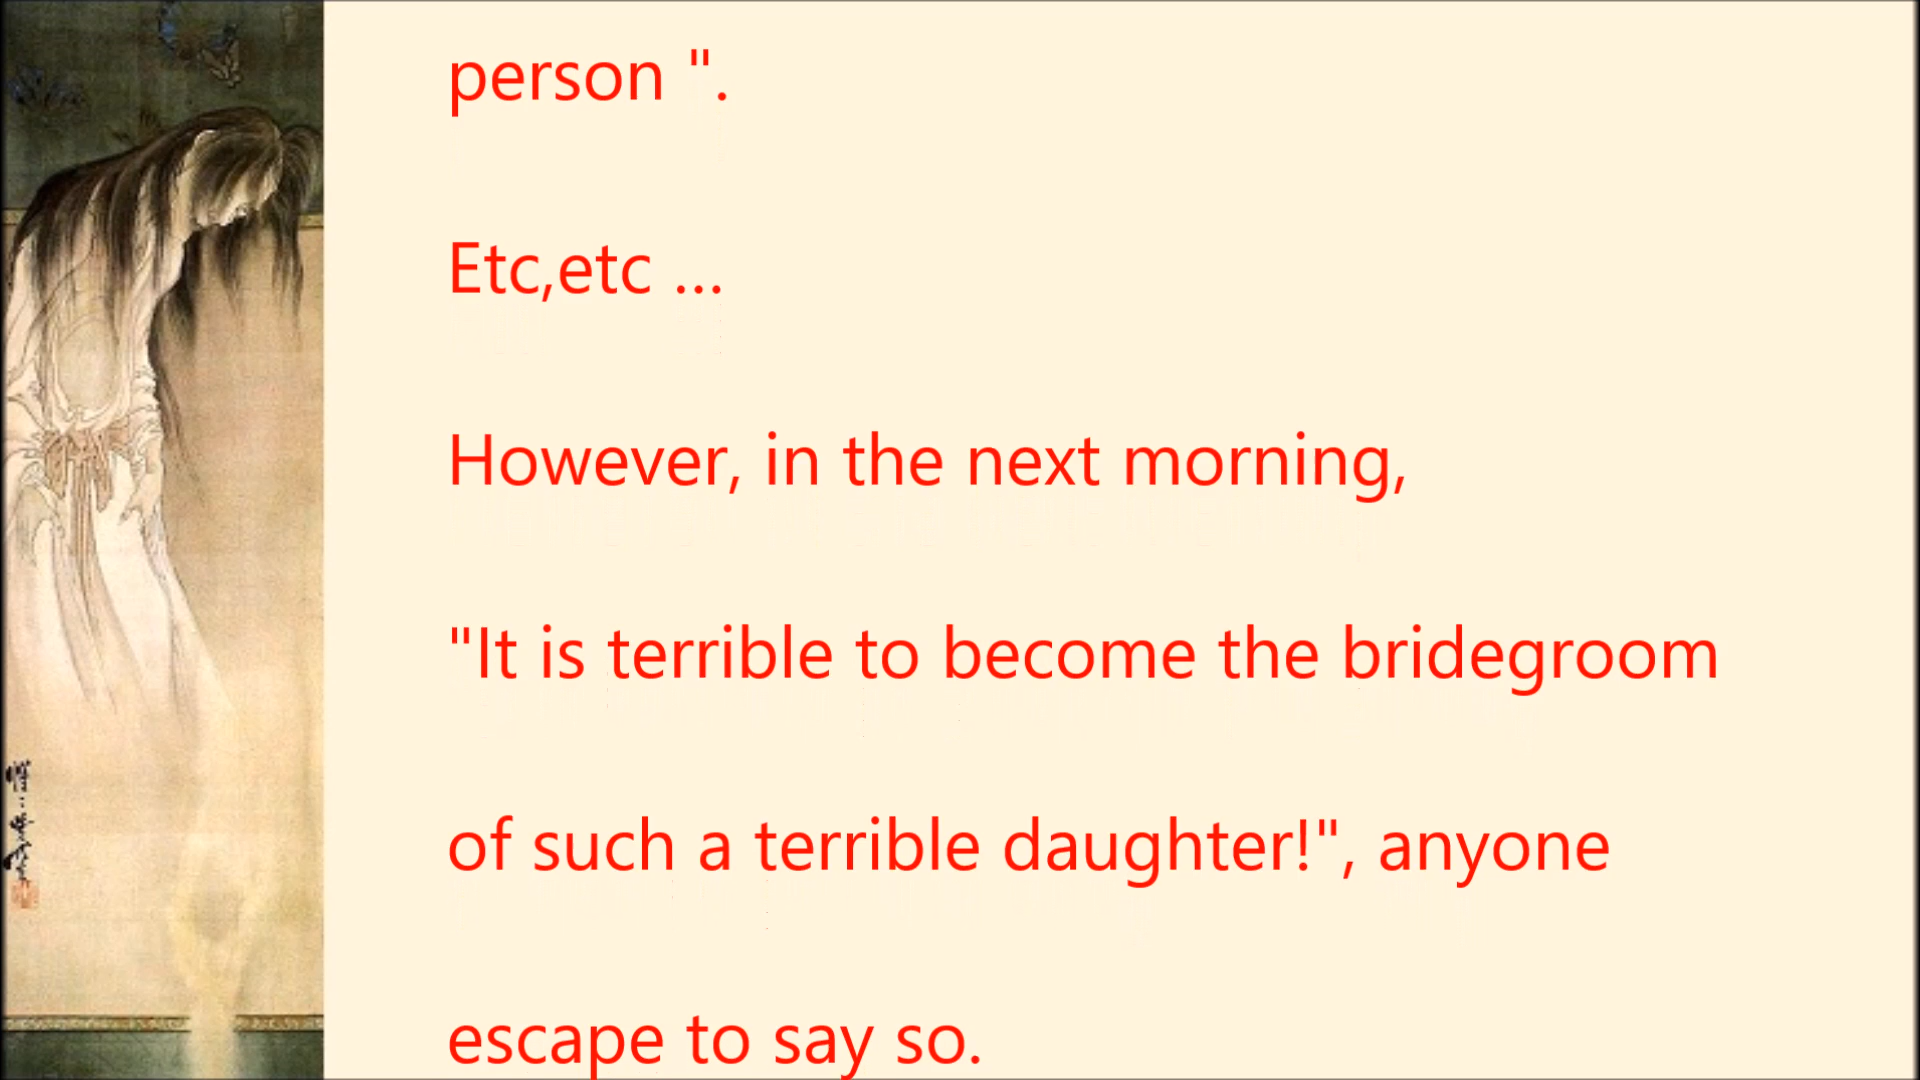 person ".
Etc,etc ...
However, in the next morning,
"It is terrible to become the bridegroom
of such a terrible daughter!", anyone
escape to say so.